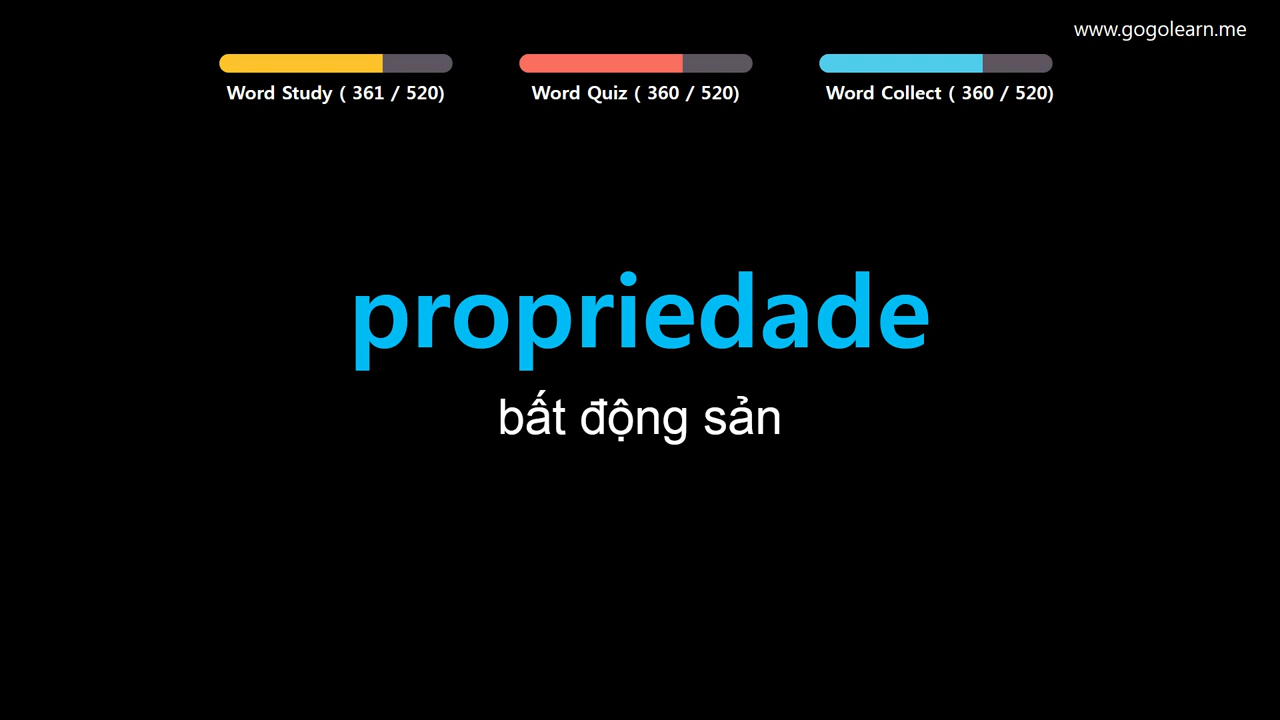 www.gogolearn.me
Word Study ( 361 / 520)
Word Quiz ( 360 / 520)
Word Collect ( 360 / 520)
propriedade
bất động sản